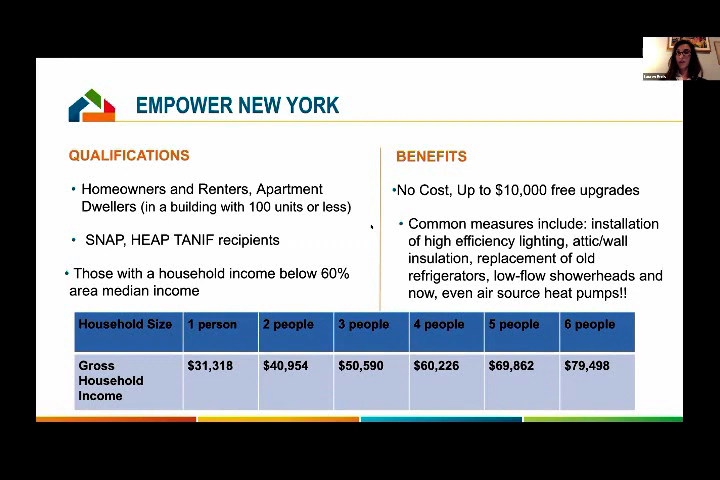 EMPOWER NEW YORK
QUALIFICATIONS
• Homeowners and Renters, Apartment
Dwellers (in a building with 100 units or less)
• SNAP, HEAP TANIF recipients
• Those with a household income below 60%
area median income
BENEFITS
•No Cost, Up to $10,000 free upgrades
• Common measures include: installation
of high efficiency lighting, attic/wall
insulation, replacement of old
refrigerators, low-flow showerheads and
now, even air source heat pumps!!
Household Size 1 person 2 people 3 people 4 people 5 people 6 people
Gross
Household
Income
$31,318 $40,954 $50,590 $60,226 $69,862 $79,498